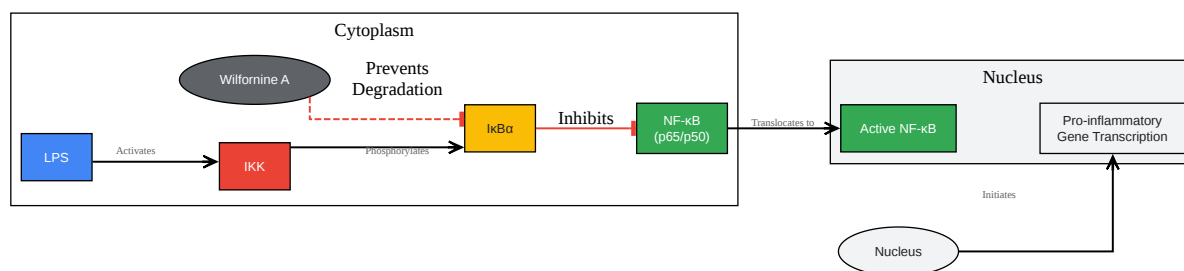 Cytoplasm
Wilfornine A
Prevents
Degradation
LPS
Activates
IKK
Phosphorylates
IκBα
Inhibits
NF-κB
(p65/p50)
Translocates to
Nucleus
Active NF-κB
Pro-inflammatory
Gene Transcription
Initiates
Nucleus